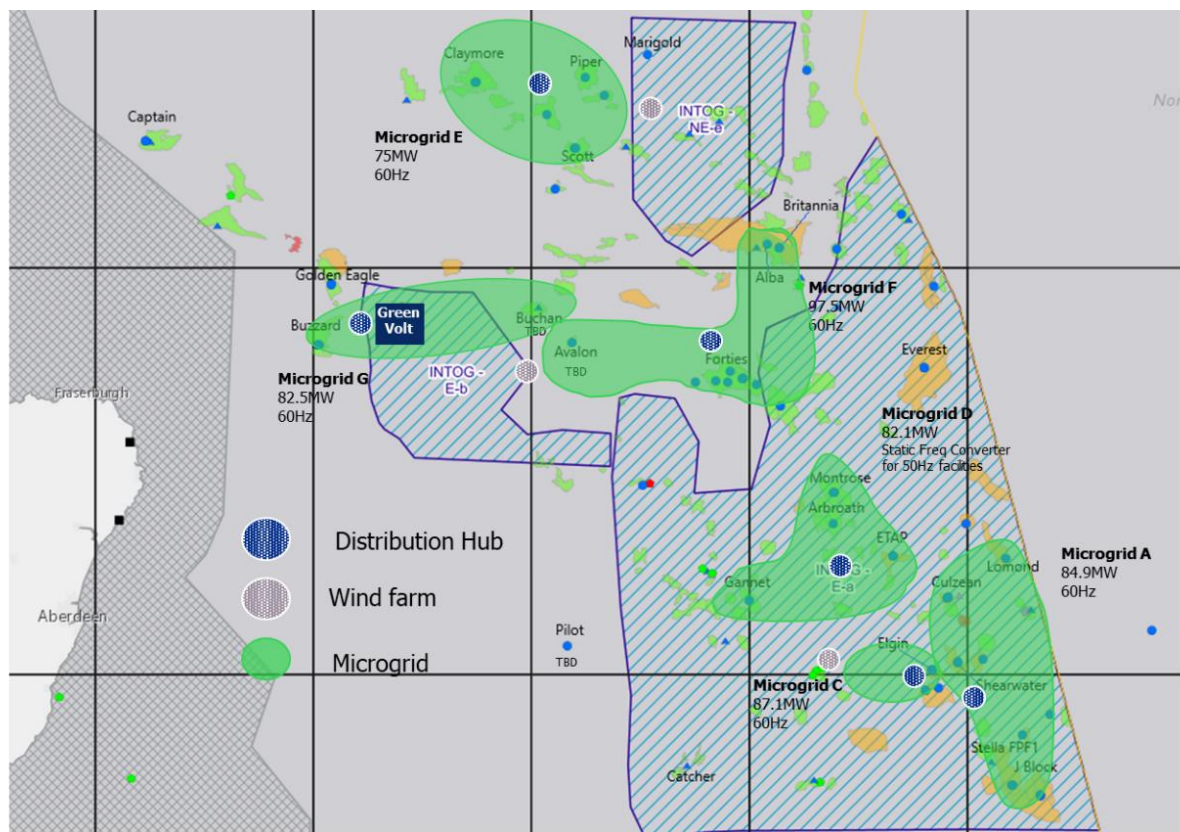 Marigold
Claymore
Piper
Captain
INTOG -
NE-e
Nor
Microgrid E
75MW
60Hz
Scott
Britannia
Golden Eagle
Alba
Microgrid F
97.5MW
60Hz
Buzzard
Green
Volt
Buchan
TBD
Avalon
TBD
Forties
Everest
Microgrid G
82.5MW
60Hz
INTOG -
E-b
Fraserburgh
Microgrid D
82.1MW
Static Freq Converter
for 50Hz facilities
Montrose
Arbroath
ETAP
INTOG -
E-a
Garnet
Culzean
Lomond
Microgrid A
84.9MW
60Hz
Distribution Hub
Wind farm
Microgrid
Aberdeen
Pilot
TBD
Elgin
Shearwater
Microgrid C
87.1MW
60Hz
Stella FPF1
J Block
Catcher